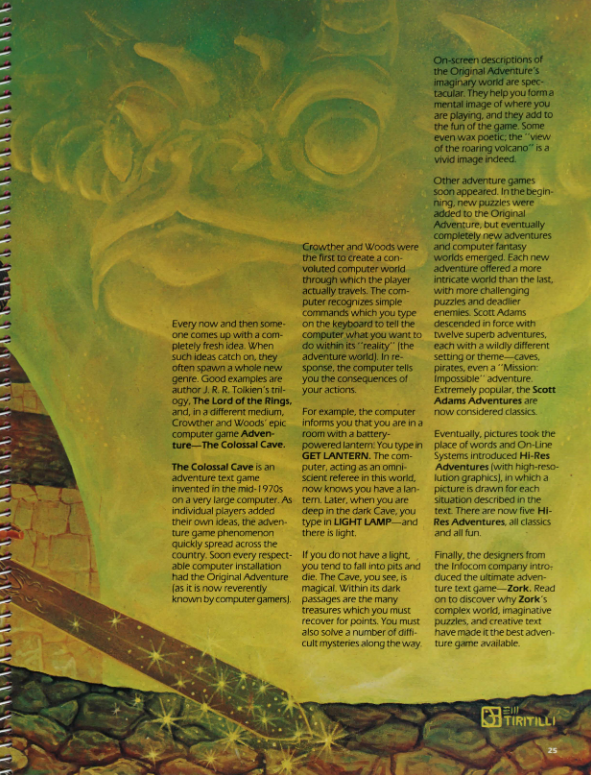 Every now and then some-
one comes up with a com-
pletely fresh idea. When
such ideas catch on, they
often spawn a whole new
genre. Good examples are
author J. R. R. Tolkien's tril-
ogy, The Lord of the Rings,
and, in a different medium,
Crowther and Woods' epic
computer game Adven-
ture—The Colossal Cave.
The Colossal Cave is an
adventure text game
invented in the mid-1970s
on a very large computer. As
individual players added
their own ideas, the adven-
ture game phenomenon
quickly spread across the
country. Soon every respect-
able computer installation
had the Original Adventure
(as it is now reverently
known by computer gamers).
Crowther and Woods were
the first to create a con-
voluted computer world
through which the player
actually travels. The com-
puter recognizes simple
commands which you type
on the keyboard to tell the
computer what you want to
do within its "reality" (the
adventure world). In re-
sponse, the computer tells
you the consequences of
your actions.
For example, the computer
informs you that you are in a
room with a battery-
powered lantern: You type in
GET LANTERN. The com-
puter, acting as an omni-
scient referee in this world,
now knows you have a lan-
tern. Later, when you are
deep in the dark Cave, you
type in LIGHT LAMP—and
there is light.
If you do not have a light,
you tend to fall into pits and
die. The Cave, you see, is
magical. Within its dark
passages are the many
treasures which you must
recover for points. You must
also solve a number of diffi-
cult mysteries along the way.
On-screen descriptions of
the Original Adventure's
imaginary world are spec-
tacular. They help you form a
mental image of where you
are playing, and they add to
the fun of the game. Some
even wax poetic; the "view
of the roaring volcano" is a
vivid image indeed.
Other adventure games
soon appeared. In the begin-
ning, new puzzles were
added to the Original
Adventure, but eventually
completely new adventures
and computer fantasy
worlds emerged. Each new
adventure offered a more
intricate world than the last,
with more challenging
puzzles and deadlier
enemies. Scott Adams
descended in force with
twelve superb adventures,
each with a wildly different
setting or theme—caves,
pirates, even a "Mission:
Impossible" adventure.
Extremely popular, the Scott
Adams Adventures are
now considered classics.
Eventually, pictures took the
place of words and On-Line
Systems introduced Hi-Res
Adventures (with high-reso-
lution graphics), in which a
picture is drawn for each
situation described in the
text. There are now five Hi-
Res Adventures, all classics
and all fun.
Finally, the designers from
the Infocom company intro-
duced the ultimate adven-
ture text game—Zork. Read
on to discover why Zork's
complex world, imaginative
puzzles, and creative text
have made it the best adven-
ture game available.
TIRITILLI
25